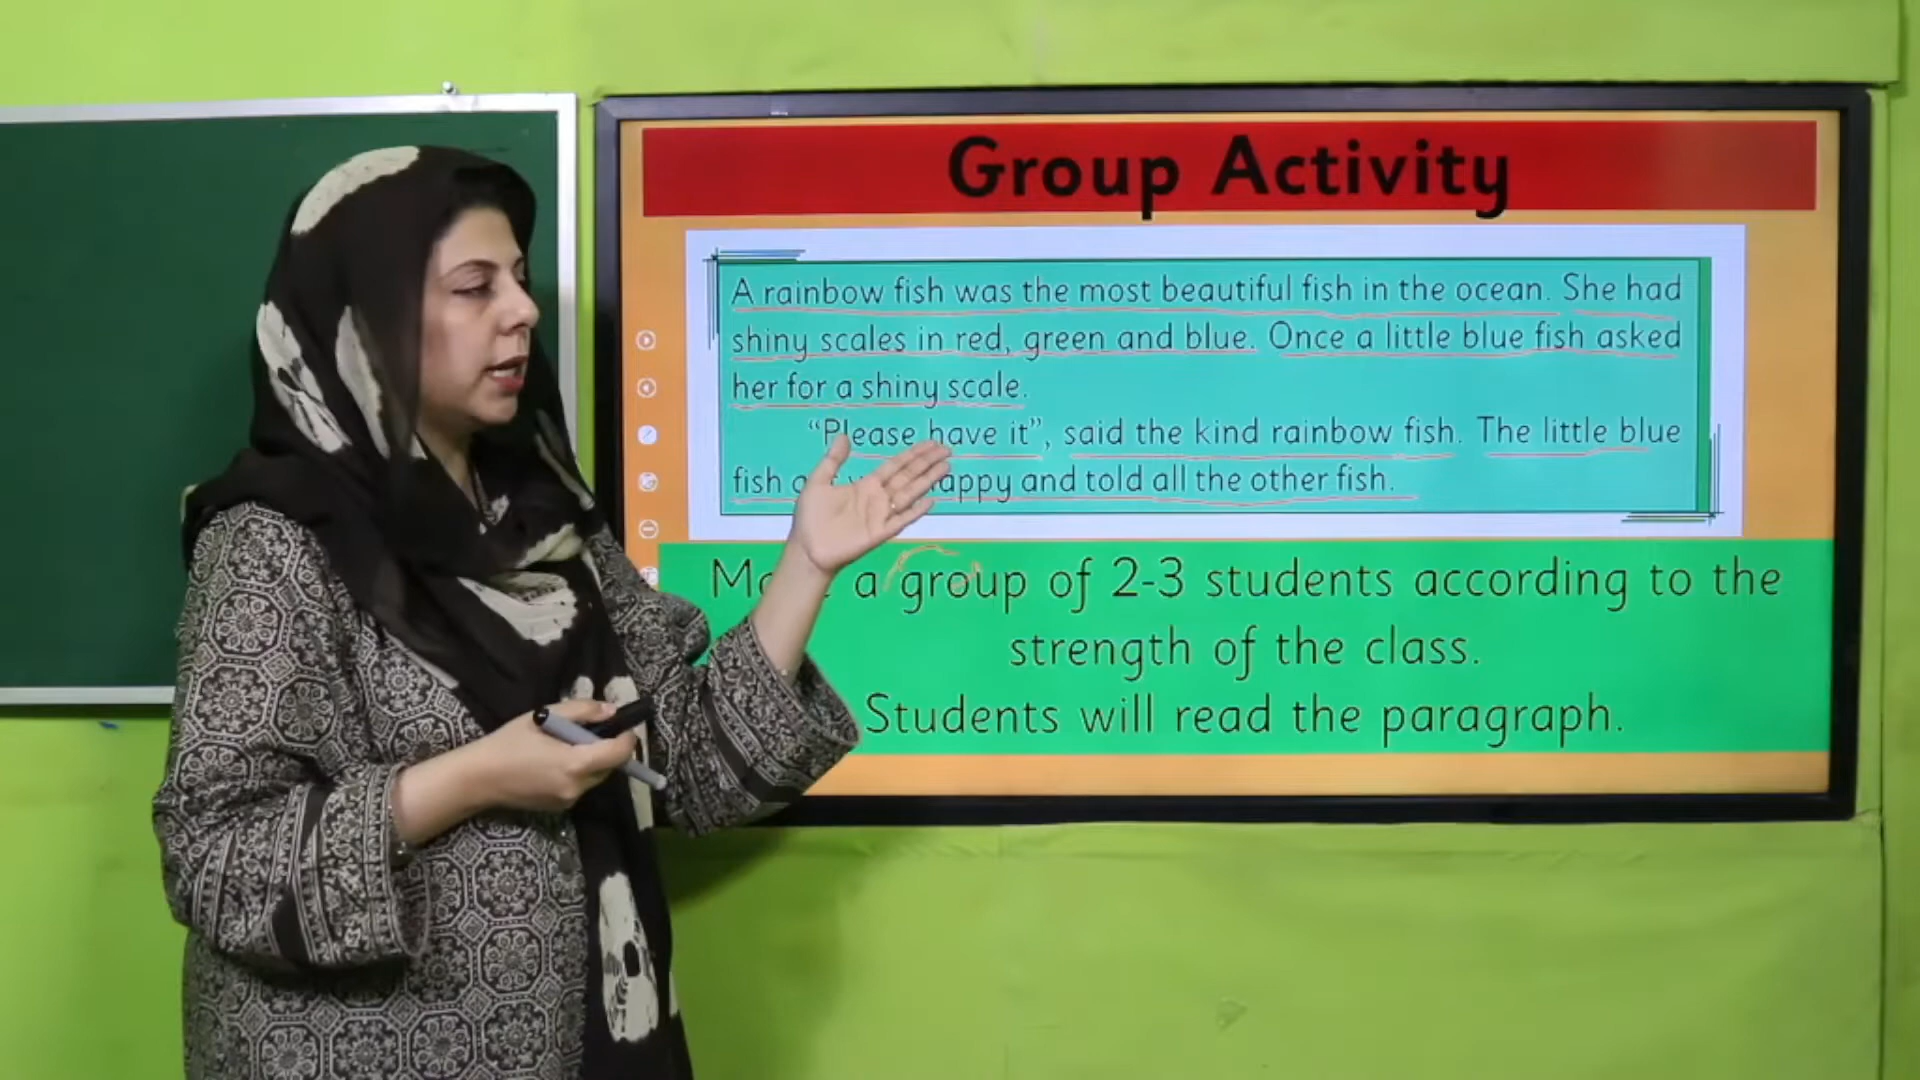 Group Activity
A rainbow fish was the most beautiful fish in the ocean. She had
shiny scales in red, green and blue. Once a little blue fish asked
her for a shiny scale.
“Please have it”, said the kind rainbow fish. The little blue
fish happy and told all the other fish.
a group of 2-3 students according to the
strength of the class.
Students will read the paragraph.